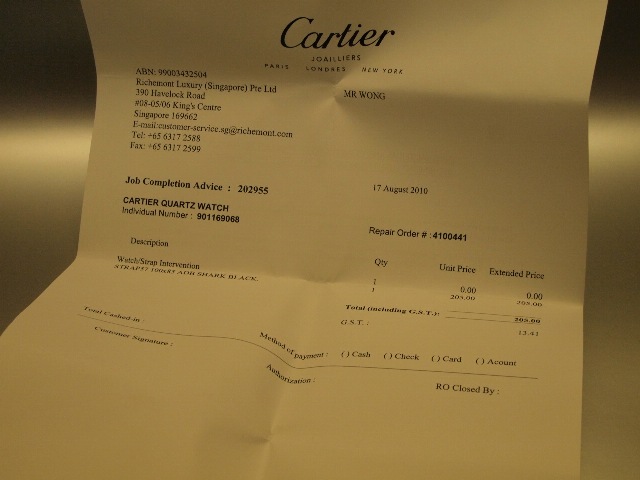 Cartier
JOAILLIERS
PARIS LONDRES NEW YORK
ABN: 99003432504
Richemont Luxury (Singapore) Pte Ltd
390 Havelock Road
#08-05/06 King's Centre
Singapore 169662
E-mail:customer-service.sg@richemont.com
Tel: +65 6317 2588
Fax: +65 6317 2599
MR WONG
Job Completion Advice : 202955
17 August 2010
CARTIER QUARTZ WATCH
Individual Number : 901169068
Repair Order # : 4100441
Description Qty Unit Price Extended Price
Watch/Strap Intervention 1 0.00 0.00
STRAP37 100x85 ADB SHARK BLACK. 1 205.00 205.00
Total (including G.S.T.): 205.00
G.S.T. : 13.41
Total Cashed-in :
Method of payment : ( ) Cash ( ) Check ( ) Card ( ) Acount
Customer Signature :
Authorization :
RO Closed By :